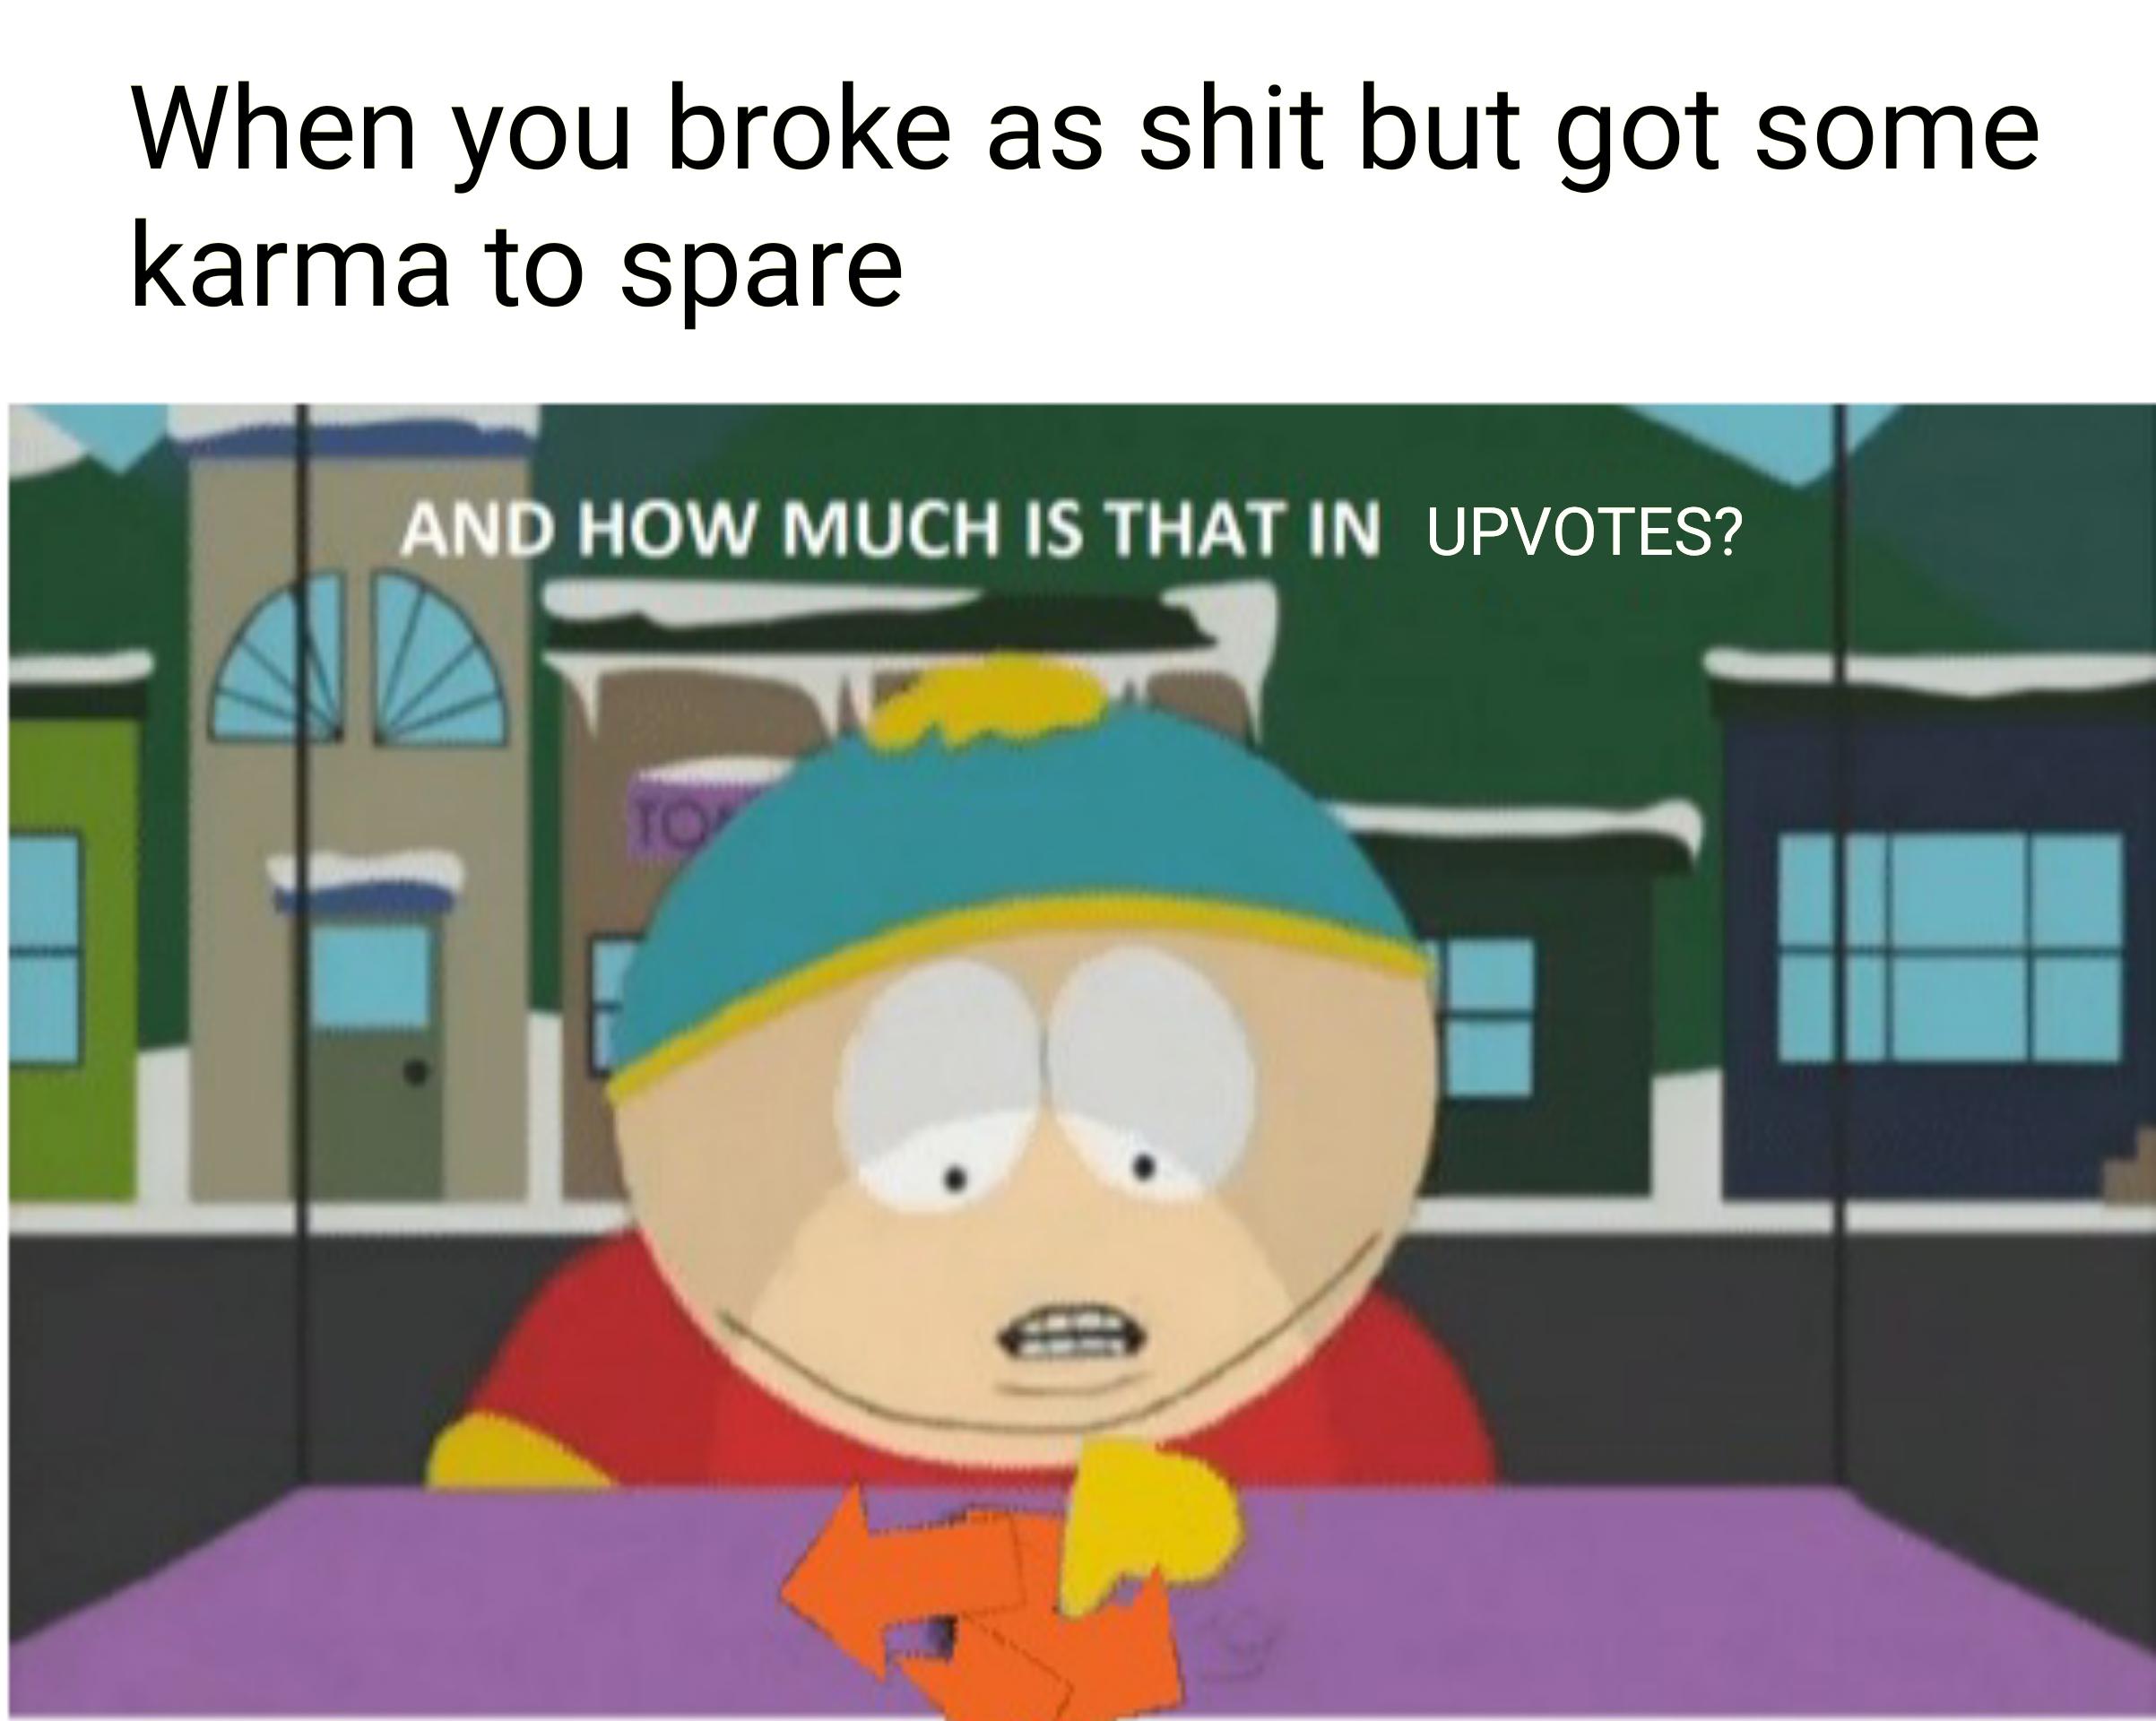 When you broke as shit but got some
karma to spare
AND HOW MUCH IS THAT IN UPVOTES?